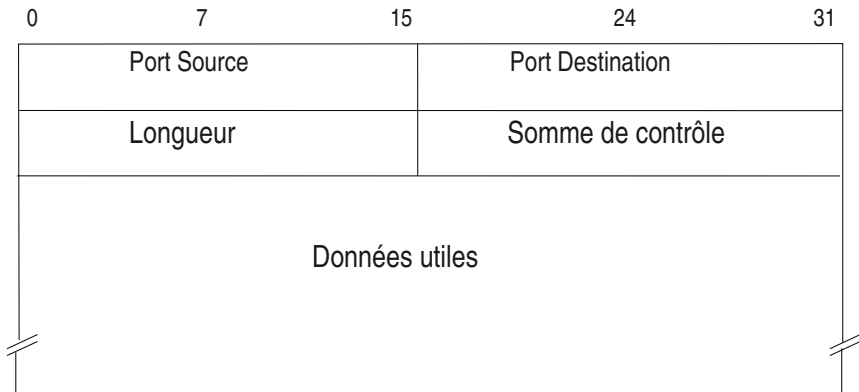 0 7 15 24 31
Port Source Port Destination
Longueur Somme de contrôle
Données utiles